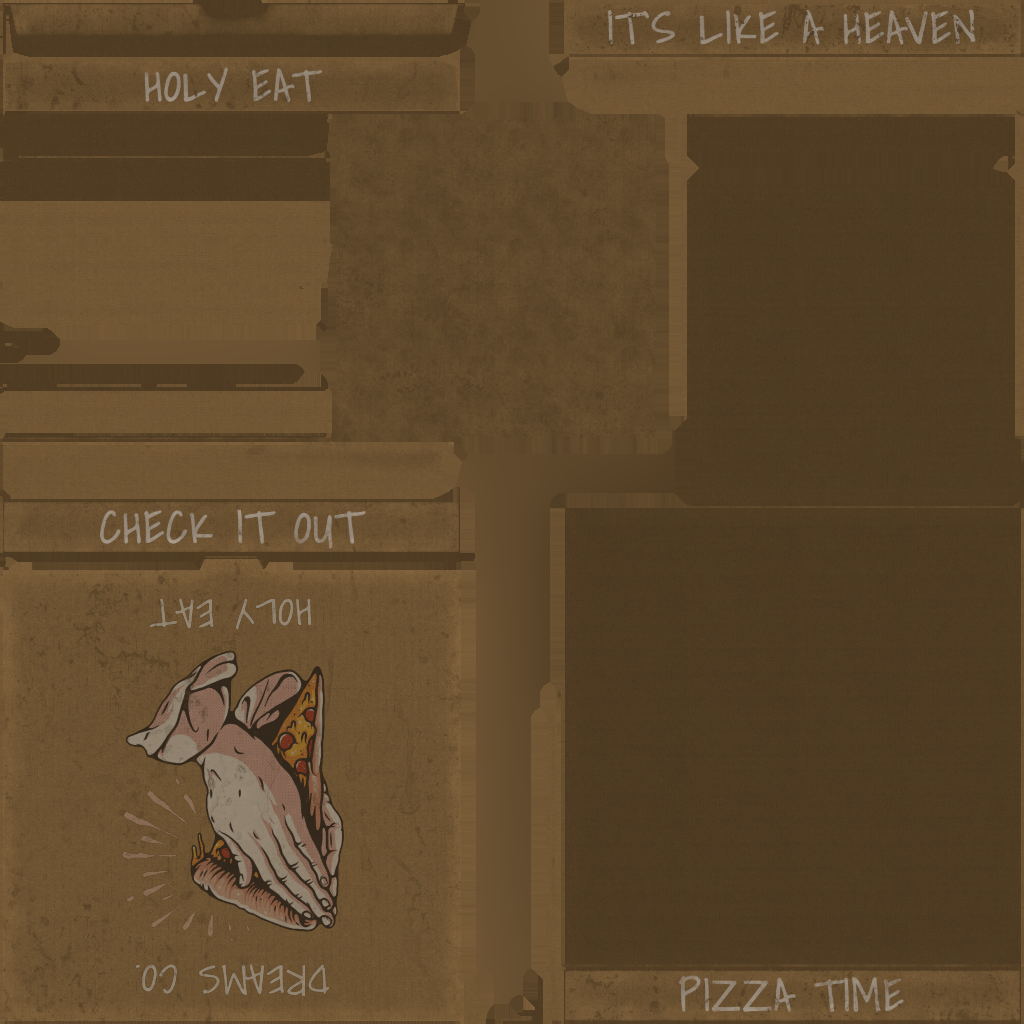 IT'S LIKE A HEAVEN
HOLY EAT
CHECK IT OUT
HOLY EAT
DREAMS CO.
PIZZA TIME